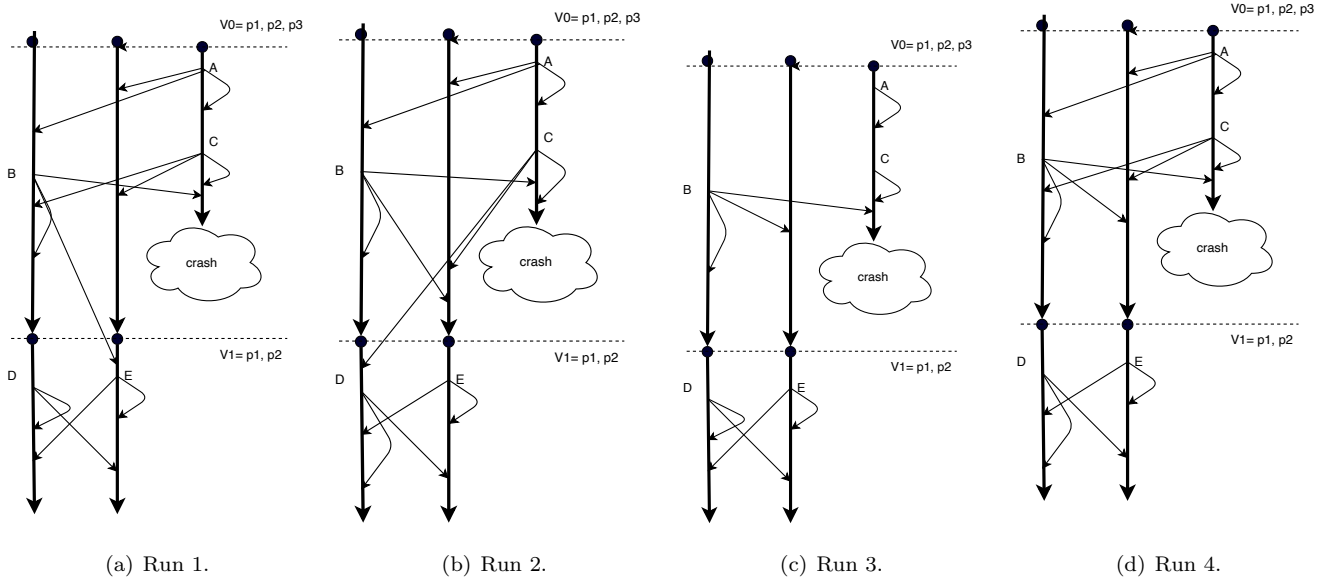 V0= p1, p2, p3
A
C
B
crash
V1= p1, p2
D
E
(a) Run 1.
V0= p1, p2, p3
A
C
B
crash
V1= p1, p2
D
E
(b) Run 2.
V0= p1, p2, p3
A
C
B
crash
V1= p1, p2
D
E
(c) Run 3.
V0= p1, p2, p3
A
C
B
crash
V1= p1, p2
D
E
(d) Run 4.